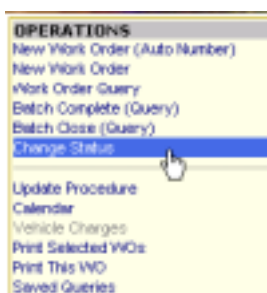 OPERATIONS
New Work Order (Auto Number)
New Work Order
Work Order Query
Batch Complete (Query)
Batch Close (Query)
Change Status
Update Procedure
Calendar
Vehicle Charges
Print Selected WOs
Print This WO
Saved Queries